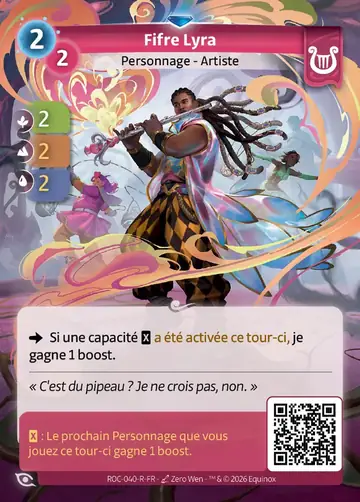 2
2
Fifre Lyra
Personnage - Artiste
2
2
2
Si une capacité X a été activée ce tour-ci, je
gagne 1 boost.
« C'est du pipeau ? Je ne crois pas, non. »
X : Le prochain Personnage que vous
jouez ce tour-ci gagne 1 boost.
ROC-040-R-FR - Zero Wen - ™ & © 2026 Equinox